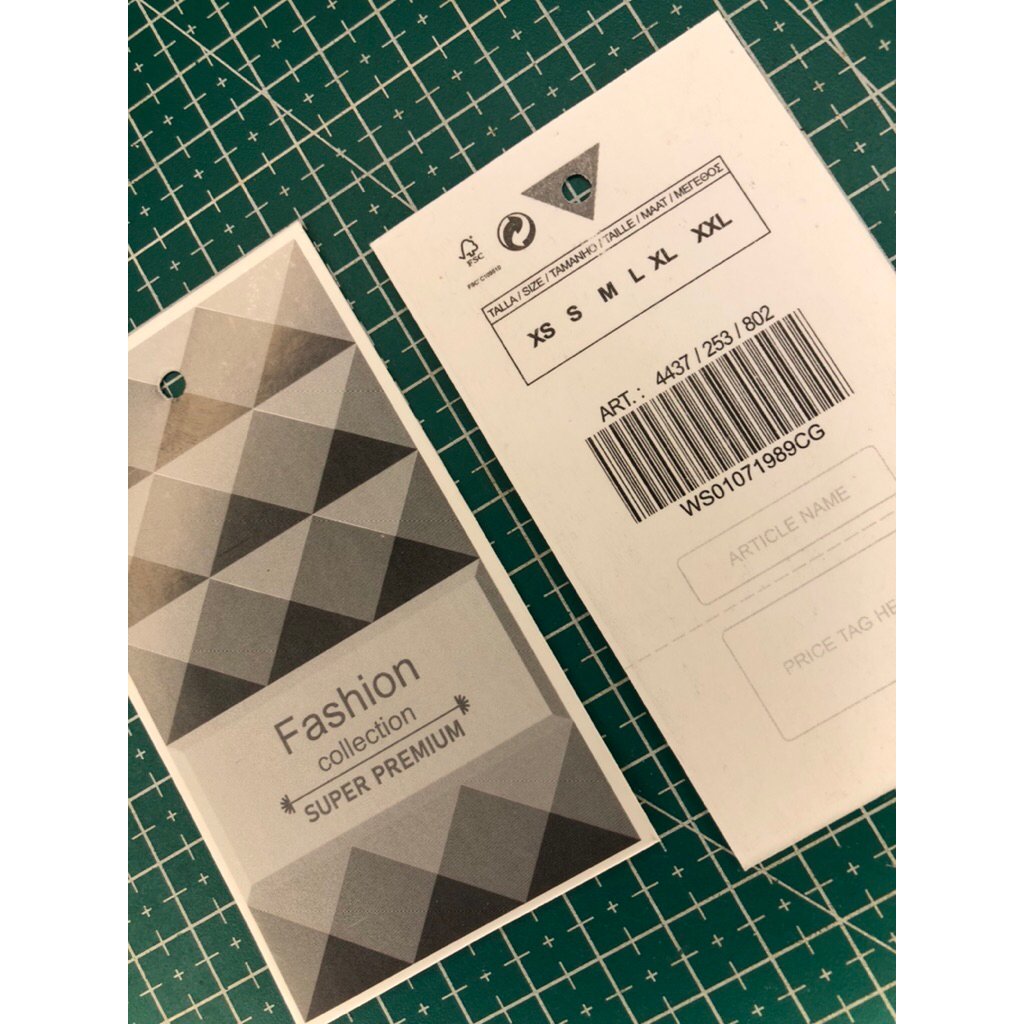 Fashion
collection
SUPER PREMIUM
FSC
TALLA / SIZE / TAMANHO / TAILLE / MAAT / ΜΕΓΕΘΟΣ
XS S M L XL XXL
ART.: 4437 / 253 / 802
WS01071989CG
ARTICLE NAME
PRICE TAG HE